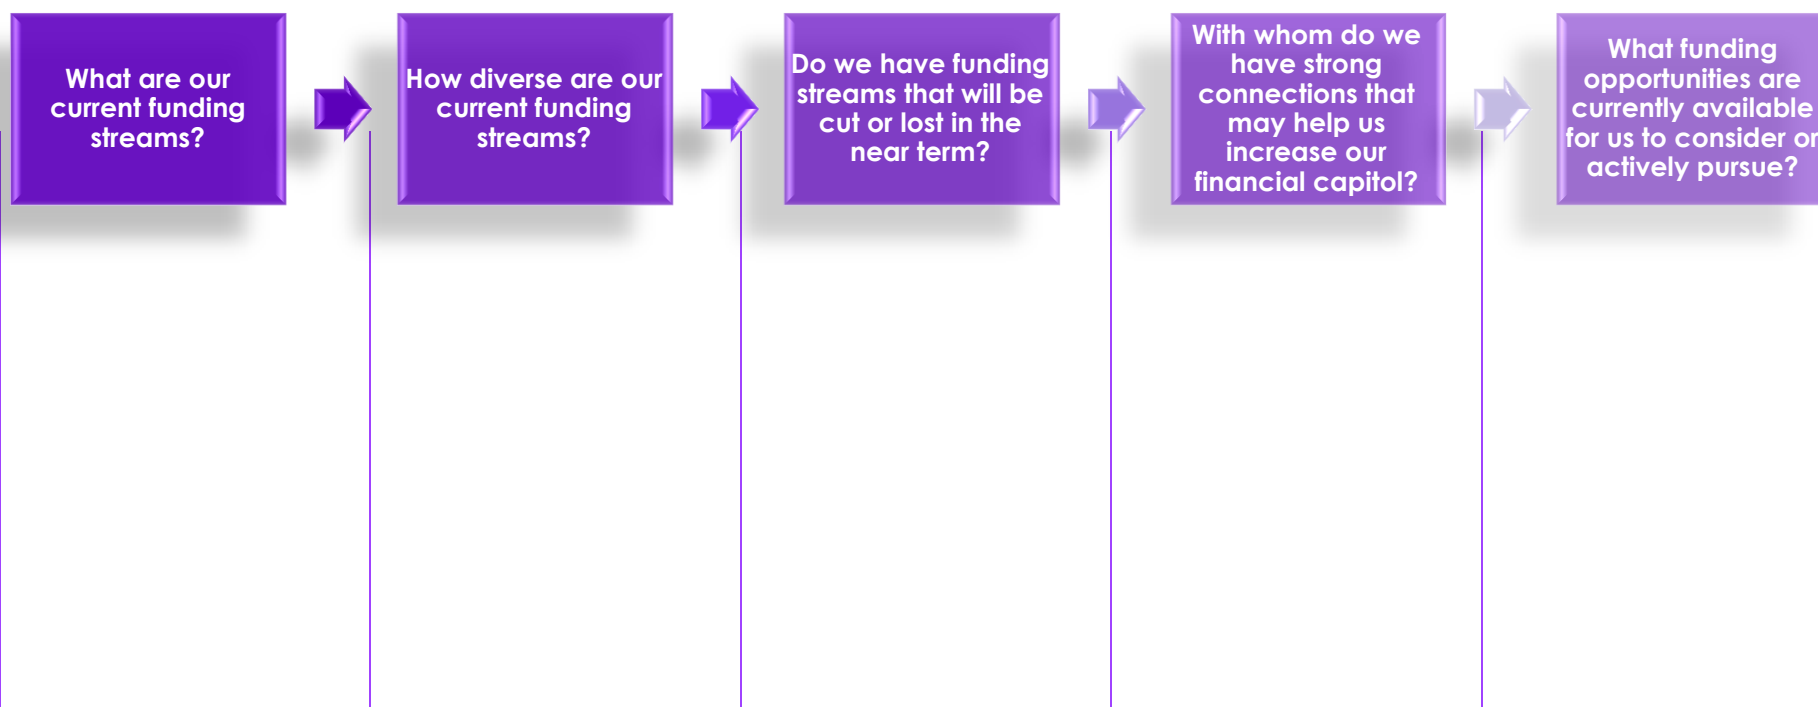 What are our
current funding
streams?
How diverse are our
current funding
streams?
Do we have funding
streams that will be
cut or lost in the
near term?
With whom do we
have strong
connections that
may help us
increase our
financial capitol?
What funding
opportunities are
currently available
for us to consider or
actively pursue?